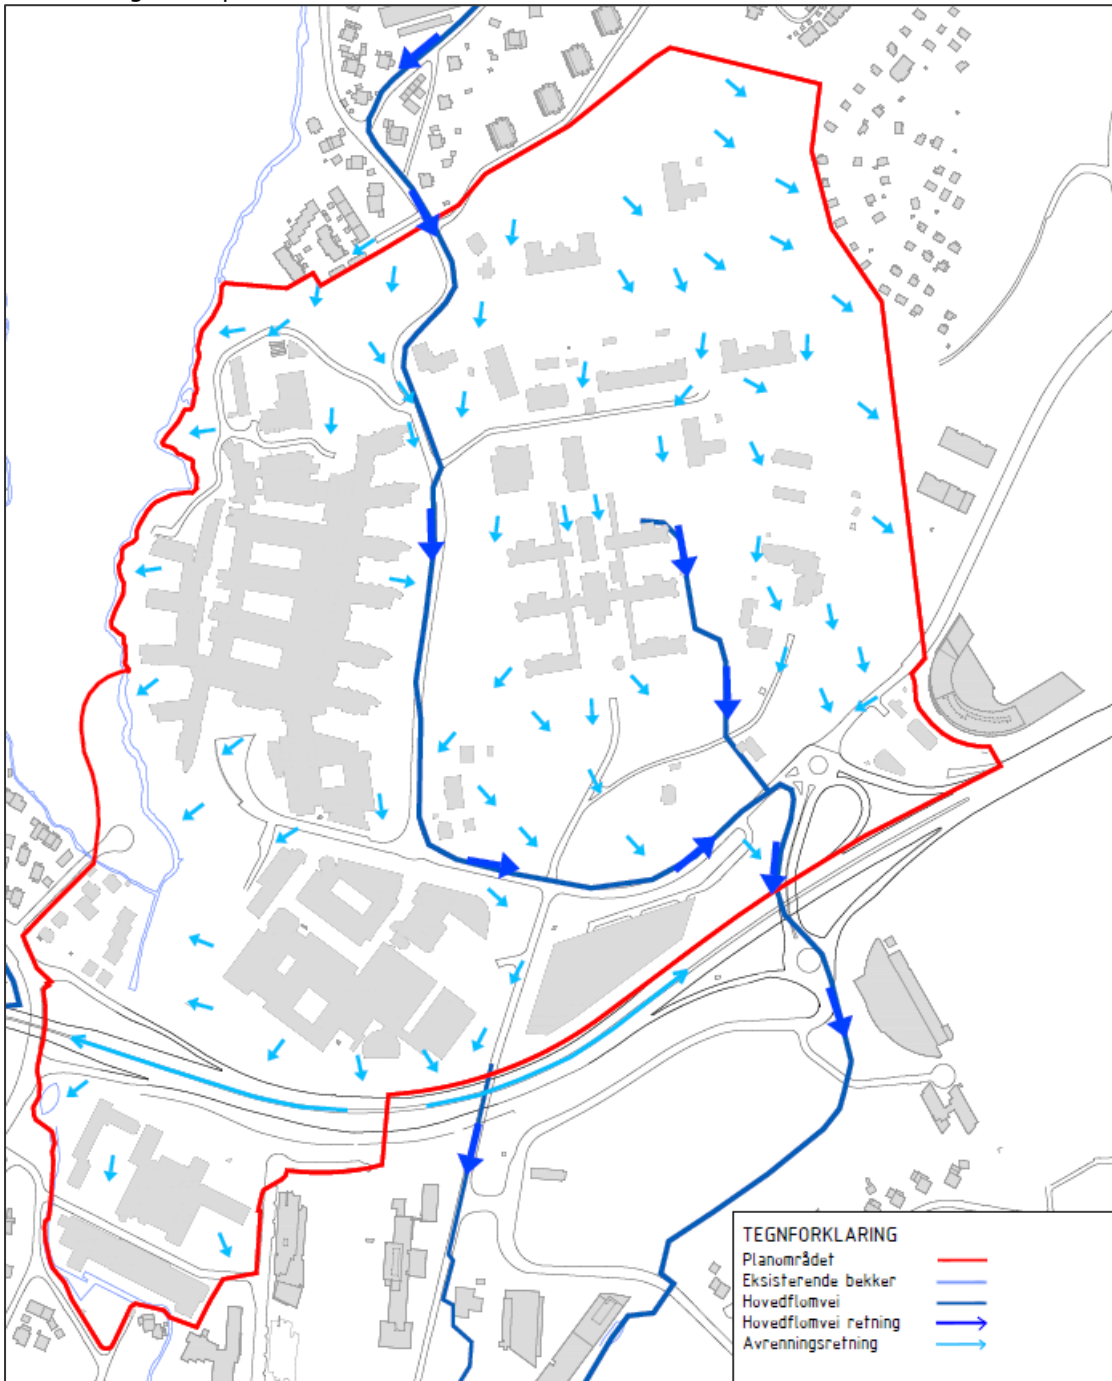 TEGNFORKLARING
Planområdet
Eksisterende bekker
Hovedflomvei
Hovedflomvei retning
Avrenningsretning